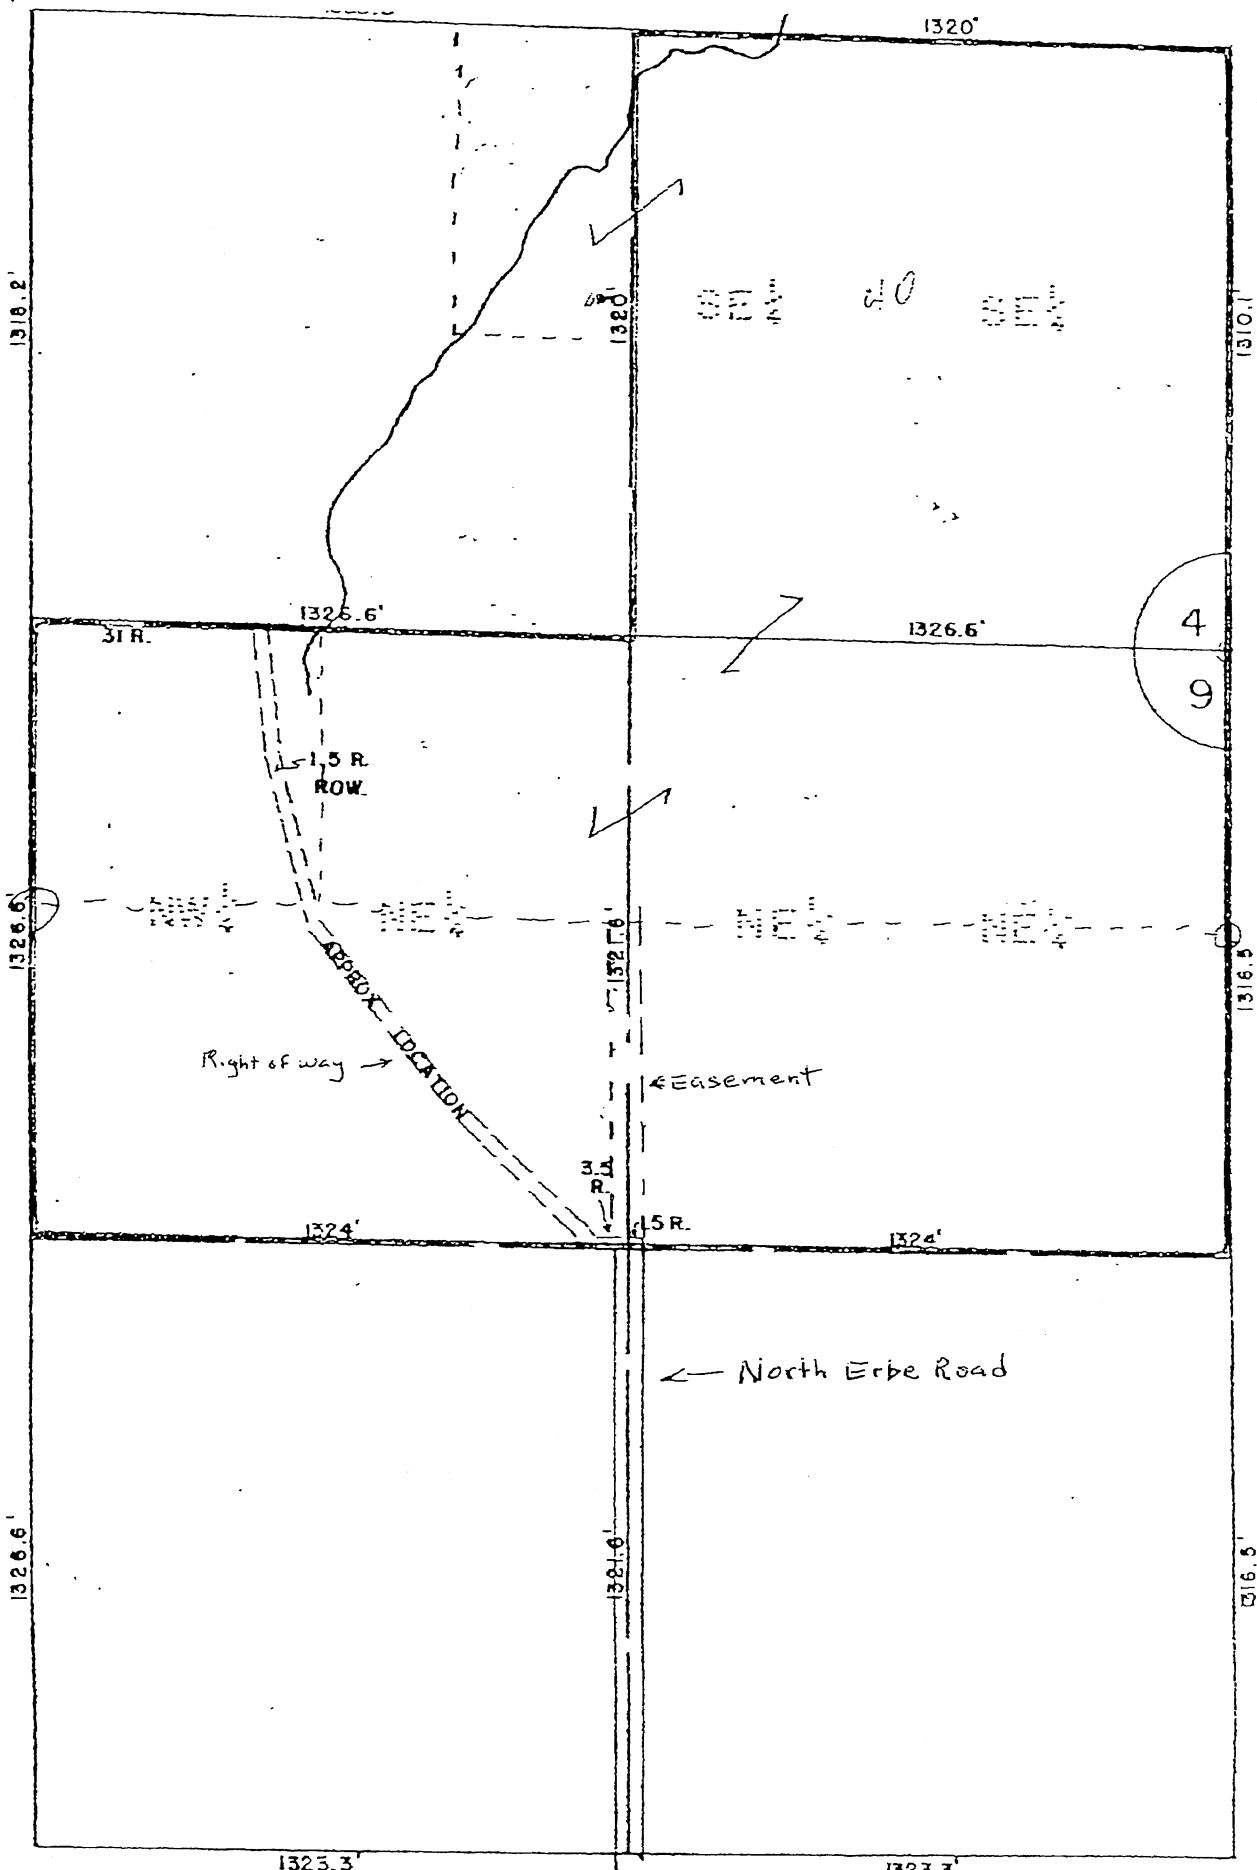 1320'
1318.2'
1320'
SE¼ 40 SE¼
1310.1'
1326.6'
31 R.
1326.6'
4
9
1.5 R.
ROW.
1326.6'
NW¼ NE¼ NE¼ NE¼
1321.6'
1316.5'
APPROX LOCATION
Right of way
Easement
3.5
R.
1.5 R.
1324'
1324'
North Erbe Road
1326.6'
1321.6'
1316.5'
1323.3'
1323.3'